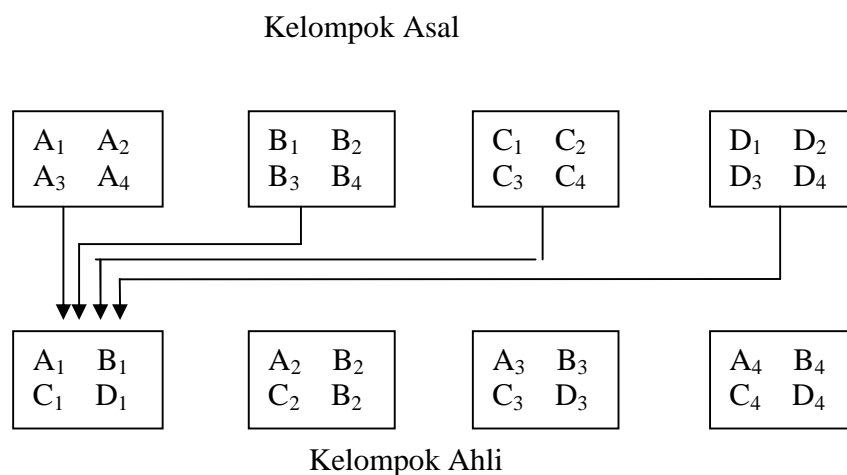 Kelompok Asal
A₁ A₂ B₁ B₂ C₁ C₂ D₁ D₂
A₃ A₄ B₃ B₄ C₃ C₄ D₃ D₄
A₁ B₁ A₂ B₂ A₃ B₃ A₄ B₄
C₁ D₁ C₂ B₂ C₃ D₃ C₄ D₄
Kelompok Ahli